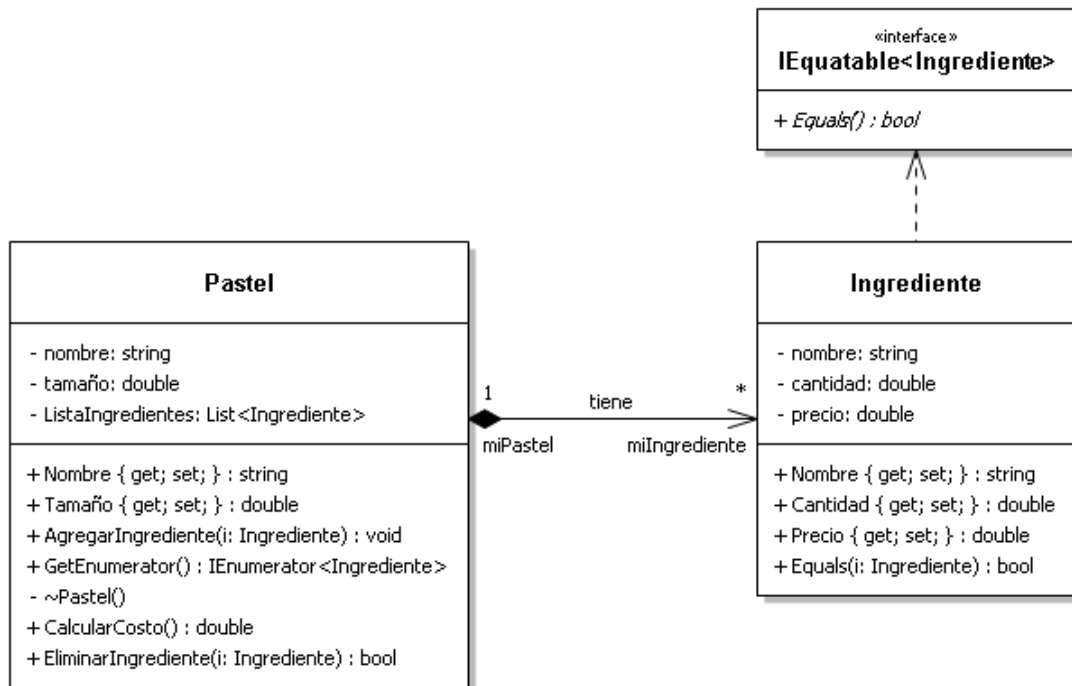 «interface»
IEquatable<Ingrediente>
+ Equals() : bool
Pastel
- nombre: string
- tamaño: double
- ListaIngredientes: List<Ingrediente>
+ Nombre { get; set; } : string
+ Tamaño { get; set; } : double
+ AgregarIngrediente(i: Ingrediente) : void
+ GetEnumerator() : IEnumerator<Ingrediente>
- ~Pastel()
+ CalcularCosto() : double
+ EliminarIngrediente(i: Ingrediente) : bool
1
tiene
*
miPastel
miIngrediente
Ingrediente
- nombre: string
- cantidad: double
- precio: double
+ Nombre { get; set; } : string
+ Cantidad { get; set; } : double
+ Precio { get; set; } : double
+ Equals(i: Ingrediente) : bool